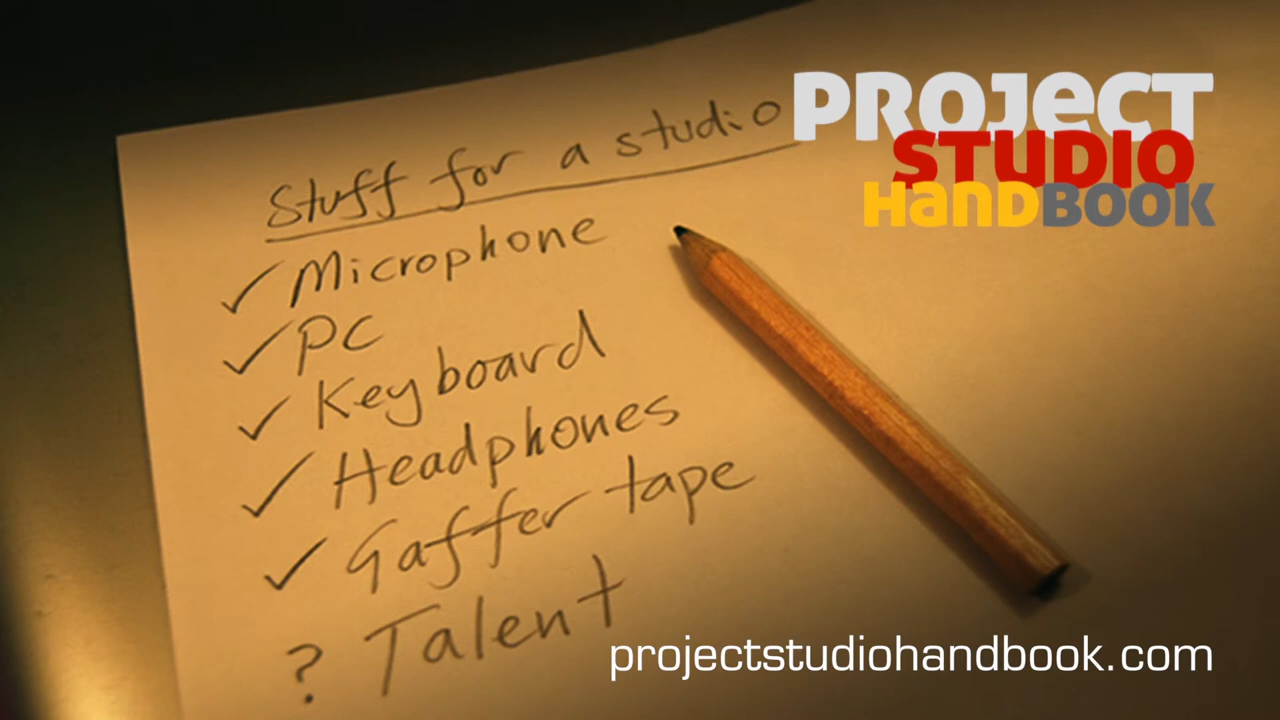 Stuff for a studio
✓ Microphone
✓ PC
✓ Keyboard
✓ Headphones
✓ Gaffer tape
? Talent
PROJECT
STUDIO
HANDBOOK
projectstudiohandbook.com